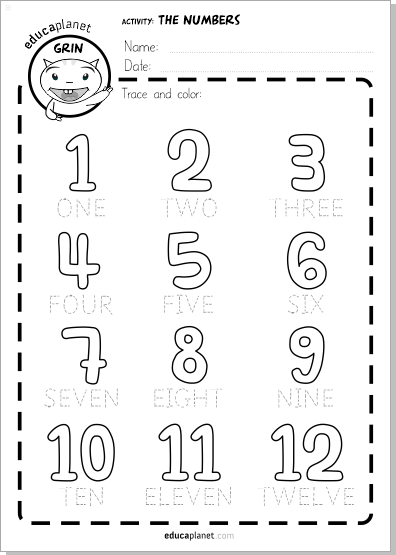 educaplanet
GRIN
ACTIVITY: THE NUMBERS
Name:
Date:
Trace and color:
1 2 3
ONE TWO THREE
4 5 6
FOUR FIVE SIX
7 8 9
SEVEN EIGHT NINE
10 11 12
TEN ELEVEN TWELVE
educaplanet.com